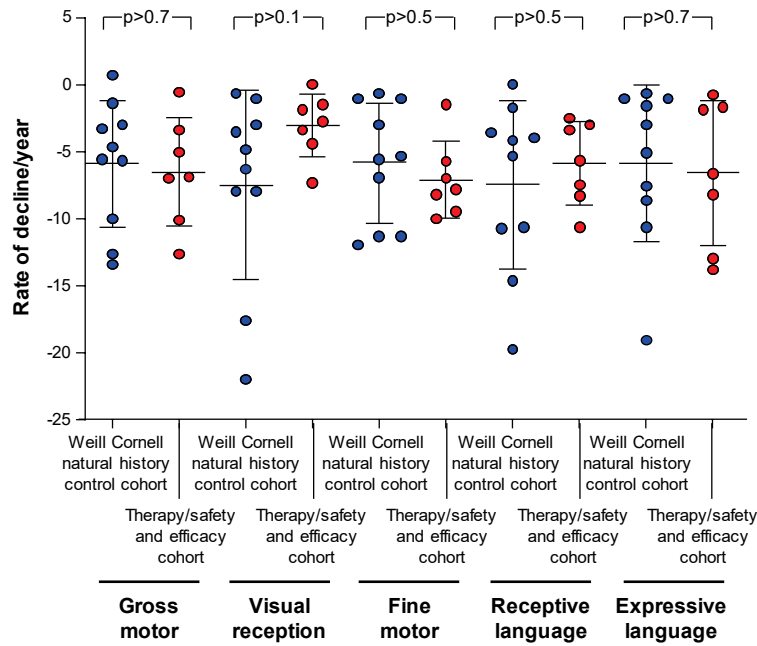 p>0.7 p>0.1 p>0.5 p>0.5 p>0.7
5
0
-5
-10
-15
-20
-25
Rate of decline/year
Weill Cornell Weill Cornell Weill Cornell Weill Cornell Weill Cornell
natural history natural history natural history natural history natural history
control cohort control cohort control cohort control cohort control cohort
Therapy/safety Therapy/safety Therapy/safety Therapy/safety Therapy/safety
and efficacy and efficacy and efficacy and efficacy and efficacy
cohort cohort cohort cohort cohort
Gross Visual Fine Receptive Expressive
motor reception motor language language